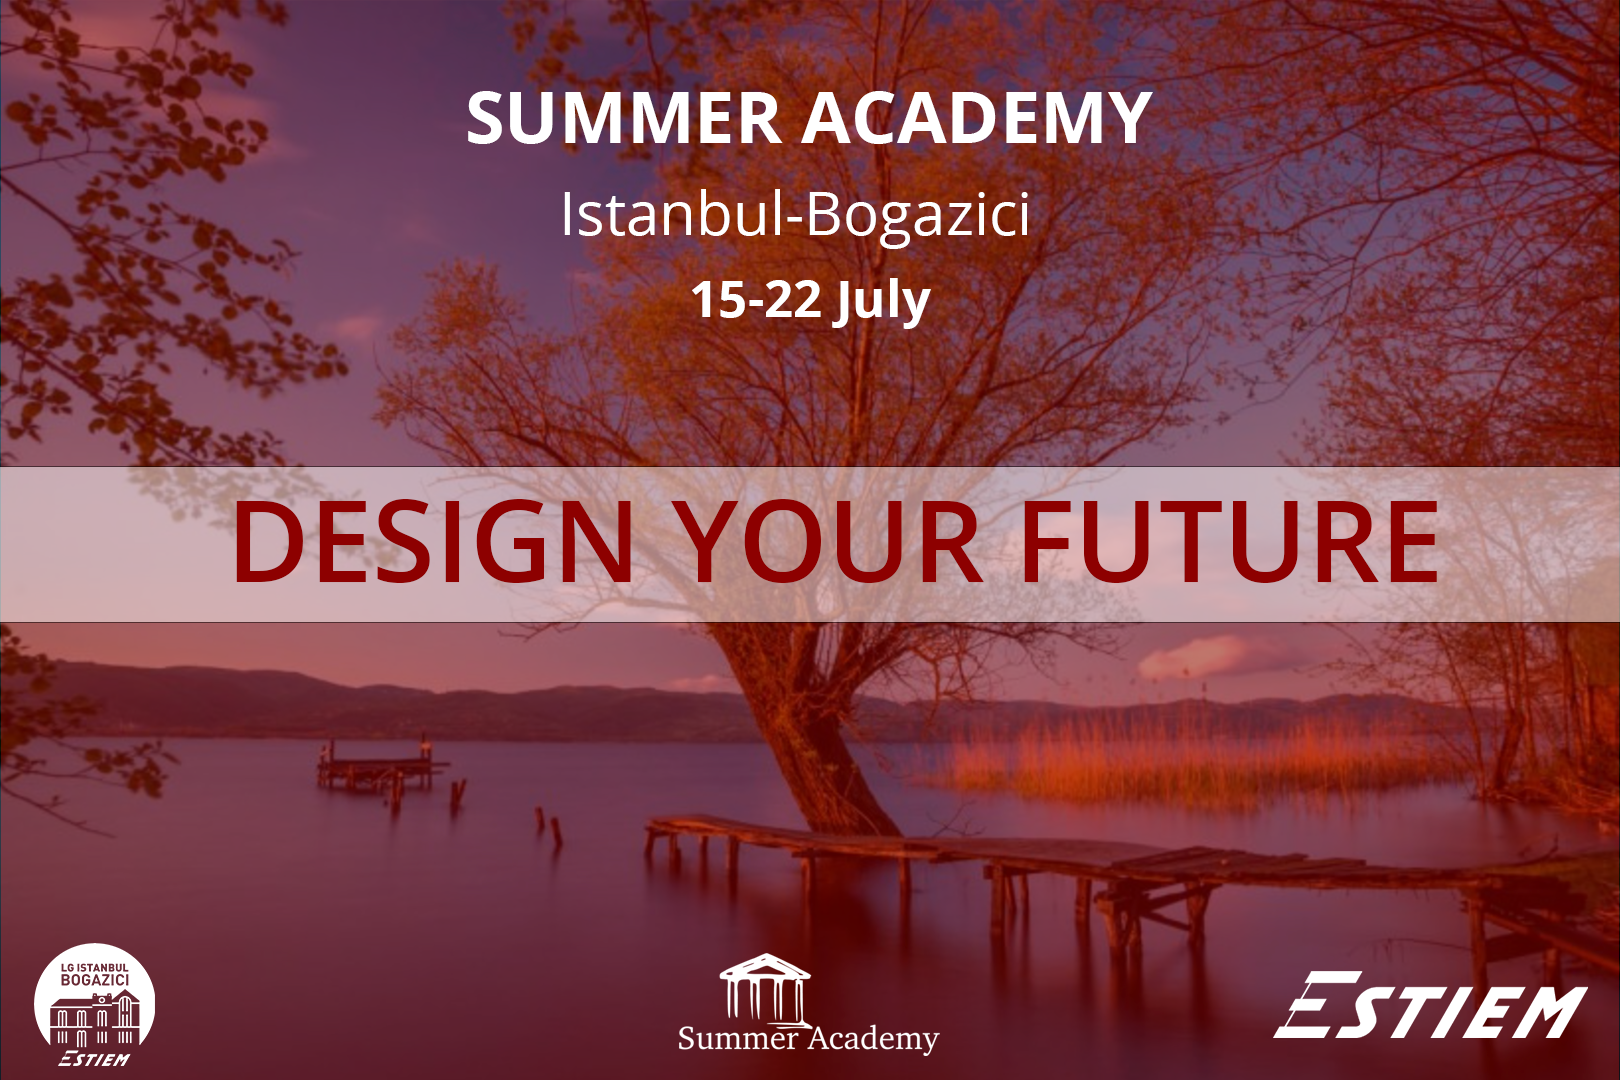 SUMMER ACADEMY
Istanbul-Bogazici
15-22 July
DESIGN YOUR FUTURE
LG ISTANBUL
BOGAZICI
ESTIEM
Summer Academy
ESTIEM